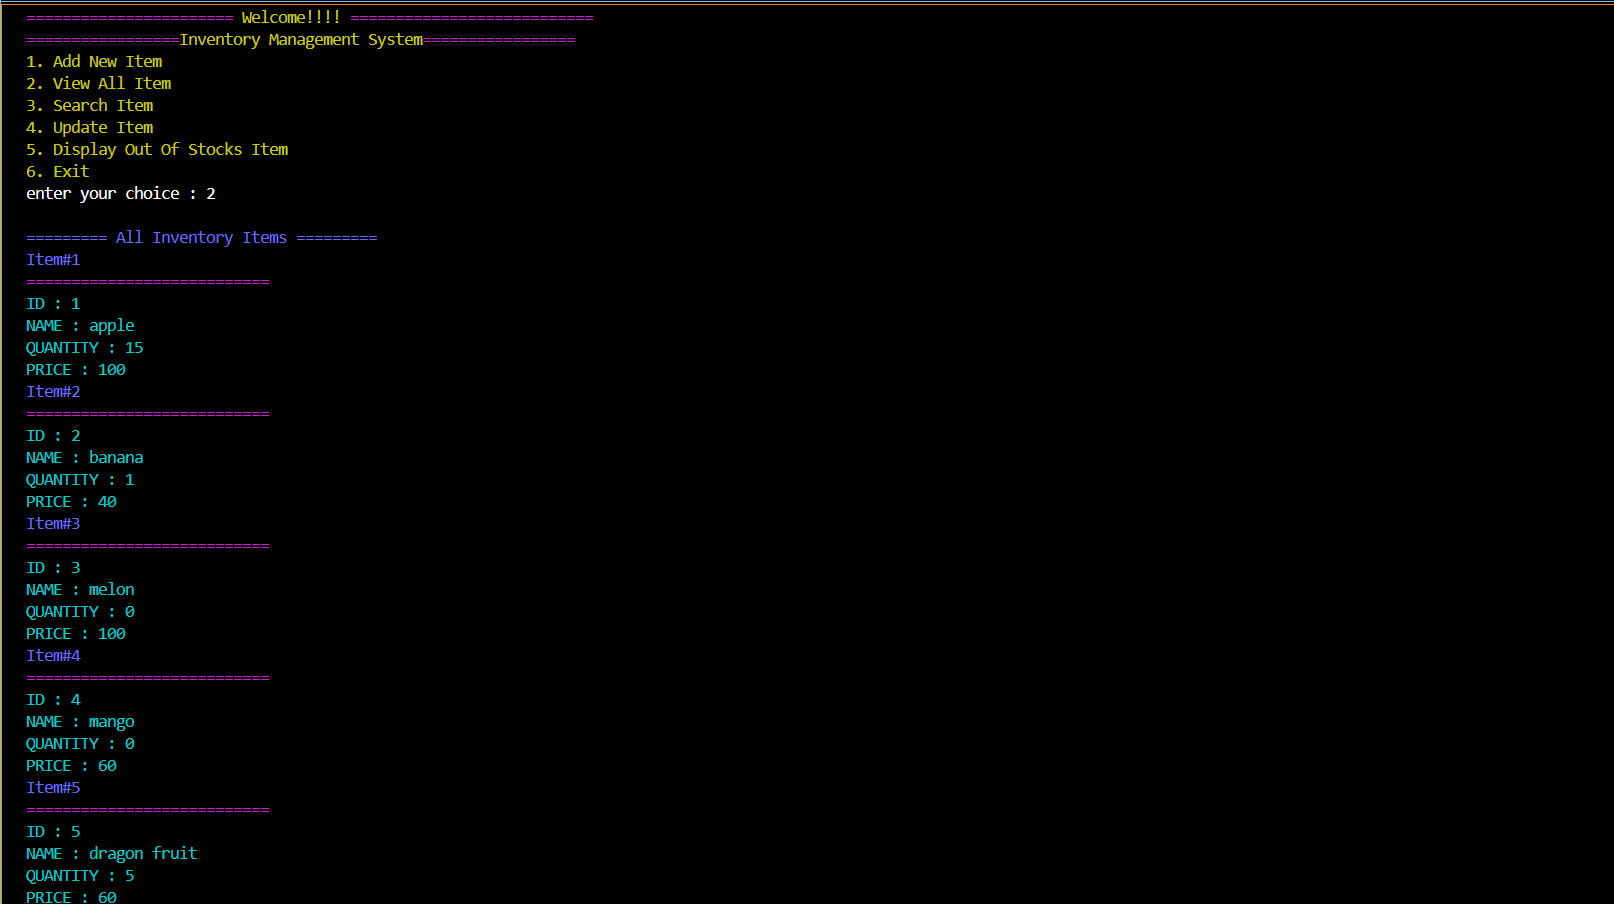 ======================= Welcome!!!! ===========================
=================Inventory Management System=================
1. Add New Item
2. View All Item
3. Search Item
4. Update Item
5. Display Out Of Stocks Item
6. Exit
enter your choice : 2
========= All Inventory Items =========
Item#1
===========================
ID : 1
NAME : apple
QUANTITY : 15
PRICE : 100
Item#2
===========================
ID : 2
NAME : banana
QUANTITY : 1
PRICE : 40
Item#3
===========================
ID : 3
NAME : melon
QUANTITY : 0
PRICE : 100
Item#4
===========================
ID : 4
NAME : mango
QUANTITY : 0
PRICE : 60
Item#5
===========================
ID : 5
NAME : dragon fruit
QUANTITY : 5
PRICE : 60